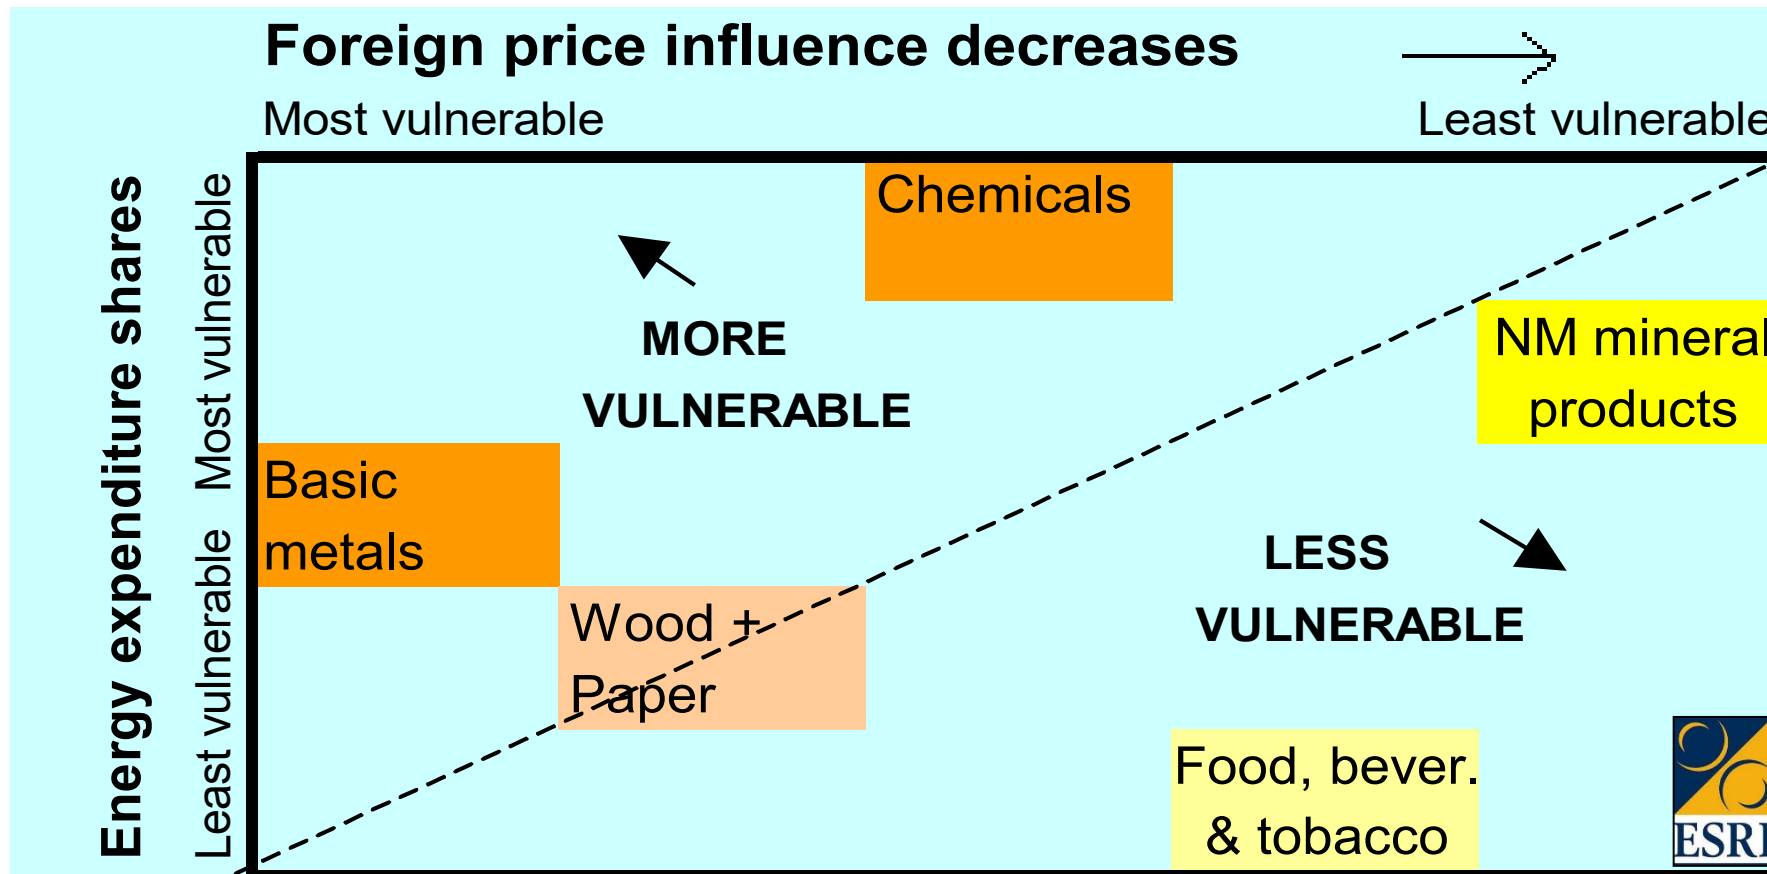 Foreign price influence decreases
Most vulnerable
Least vulnerable
Energy expenditure shares
Most vulnerable
Least vulnerable
Chemicals
MORE
VULNERABLE
NM mineral
products
Basic
metals
LESS
VULNERABLE
Wood +
Paper
Food, bever.
& tobacco
ESRI